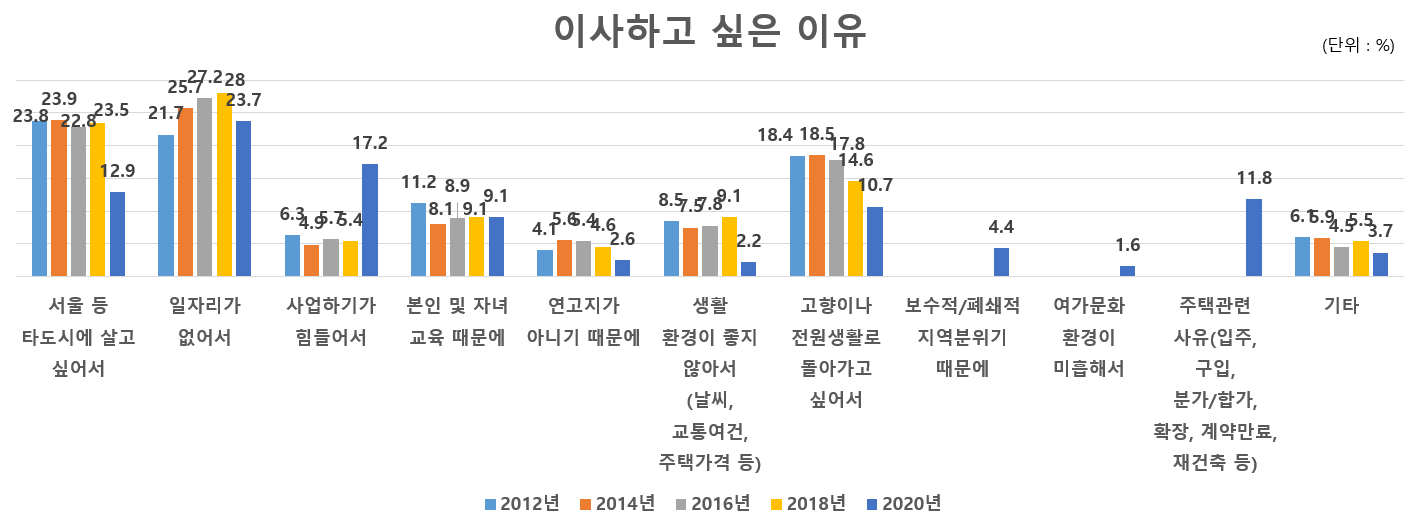 이사하고 싶은 이유
(단위 : %)
23.8 23.9 22.8 23.5 12.9
21.7 25.7 27.2 28 23.7
6.3 4.9 5.7 5.4 17.2
11.2 8.1 8.9 9.1 9.1
4.1 5.6 5.4 4.6 2.6
8.5 7.5 7.8 9.1 2.2
18.4 18.5 17.8 14.6 10.7
4.4
1.6
11.8
6.1 5.9 4.5 5.5 3.7
서울 등
타도시에 살고
싶어서
일자리가
없어서
사업하기가
힘들어서
본인 및 자녀
교육 때문에
연고지가
아니기 때문에
생활
환경이 좋지
않아서
(날씨,
교통여건,
주택가격 등)
고향이나
전원생활로
돌아가고
싶어서
보수적/폐쇄적
지역분위기
때문에
여가문화
환경이
미흡해서
주택관련
사유(입주,
구입,
분가/합가,
확장, 계약만료,
재건축 등)
기타
2012년 2014년 2016년 2018년 2020년